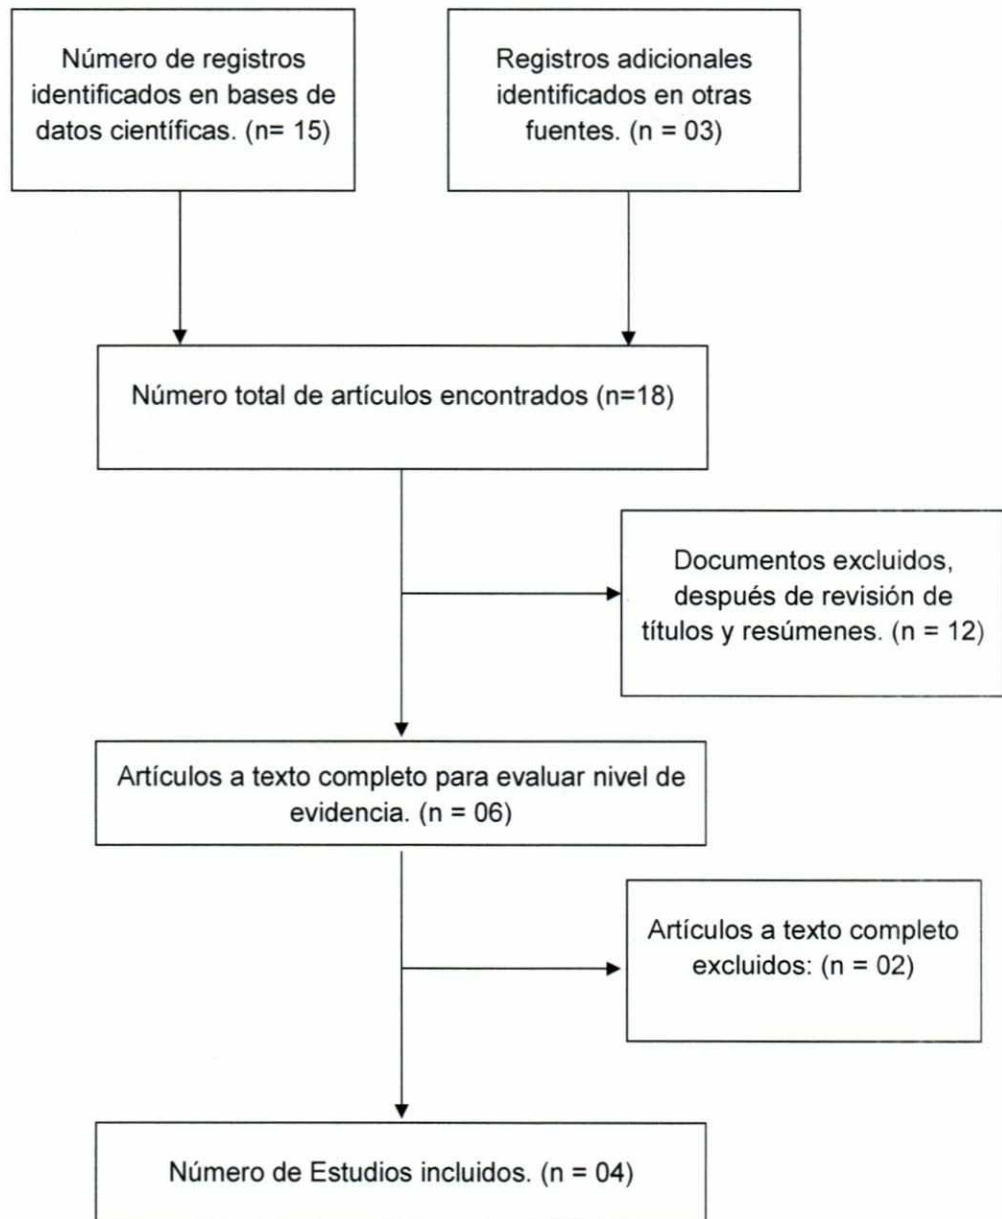 Número de registros
identificados en bases de
datos científicas. (n= 15)
Registros adicionales
identificados en otras
fuentes. (n = 03)
Número total de artículos encontrados (n=18)
Documentos excluidos,
después de revisión de
títulos y resúmenes. (n = 12)
Artículos a texto completo para evaluar nivel de
evidencia. (n = 06)
Artículos a texto completo
excluidos: (n = 02)
Número de Estudios incluidos. (n = 04)